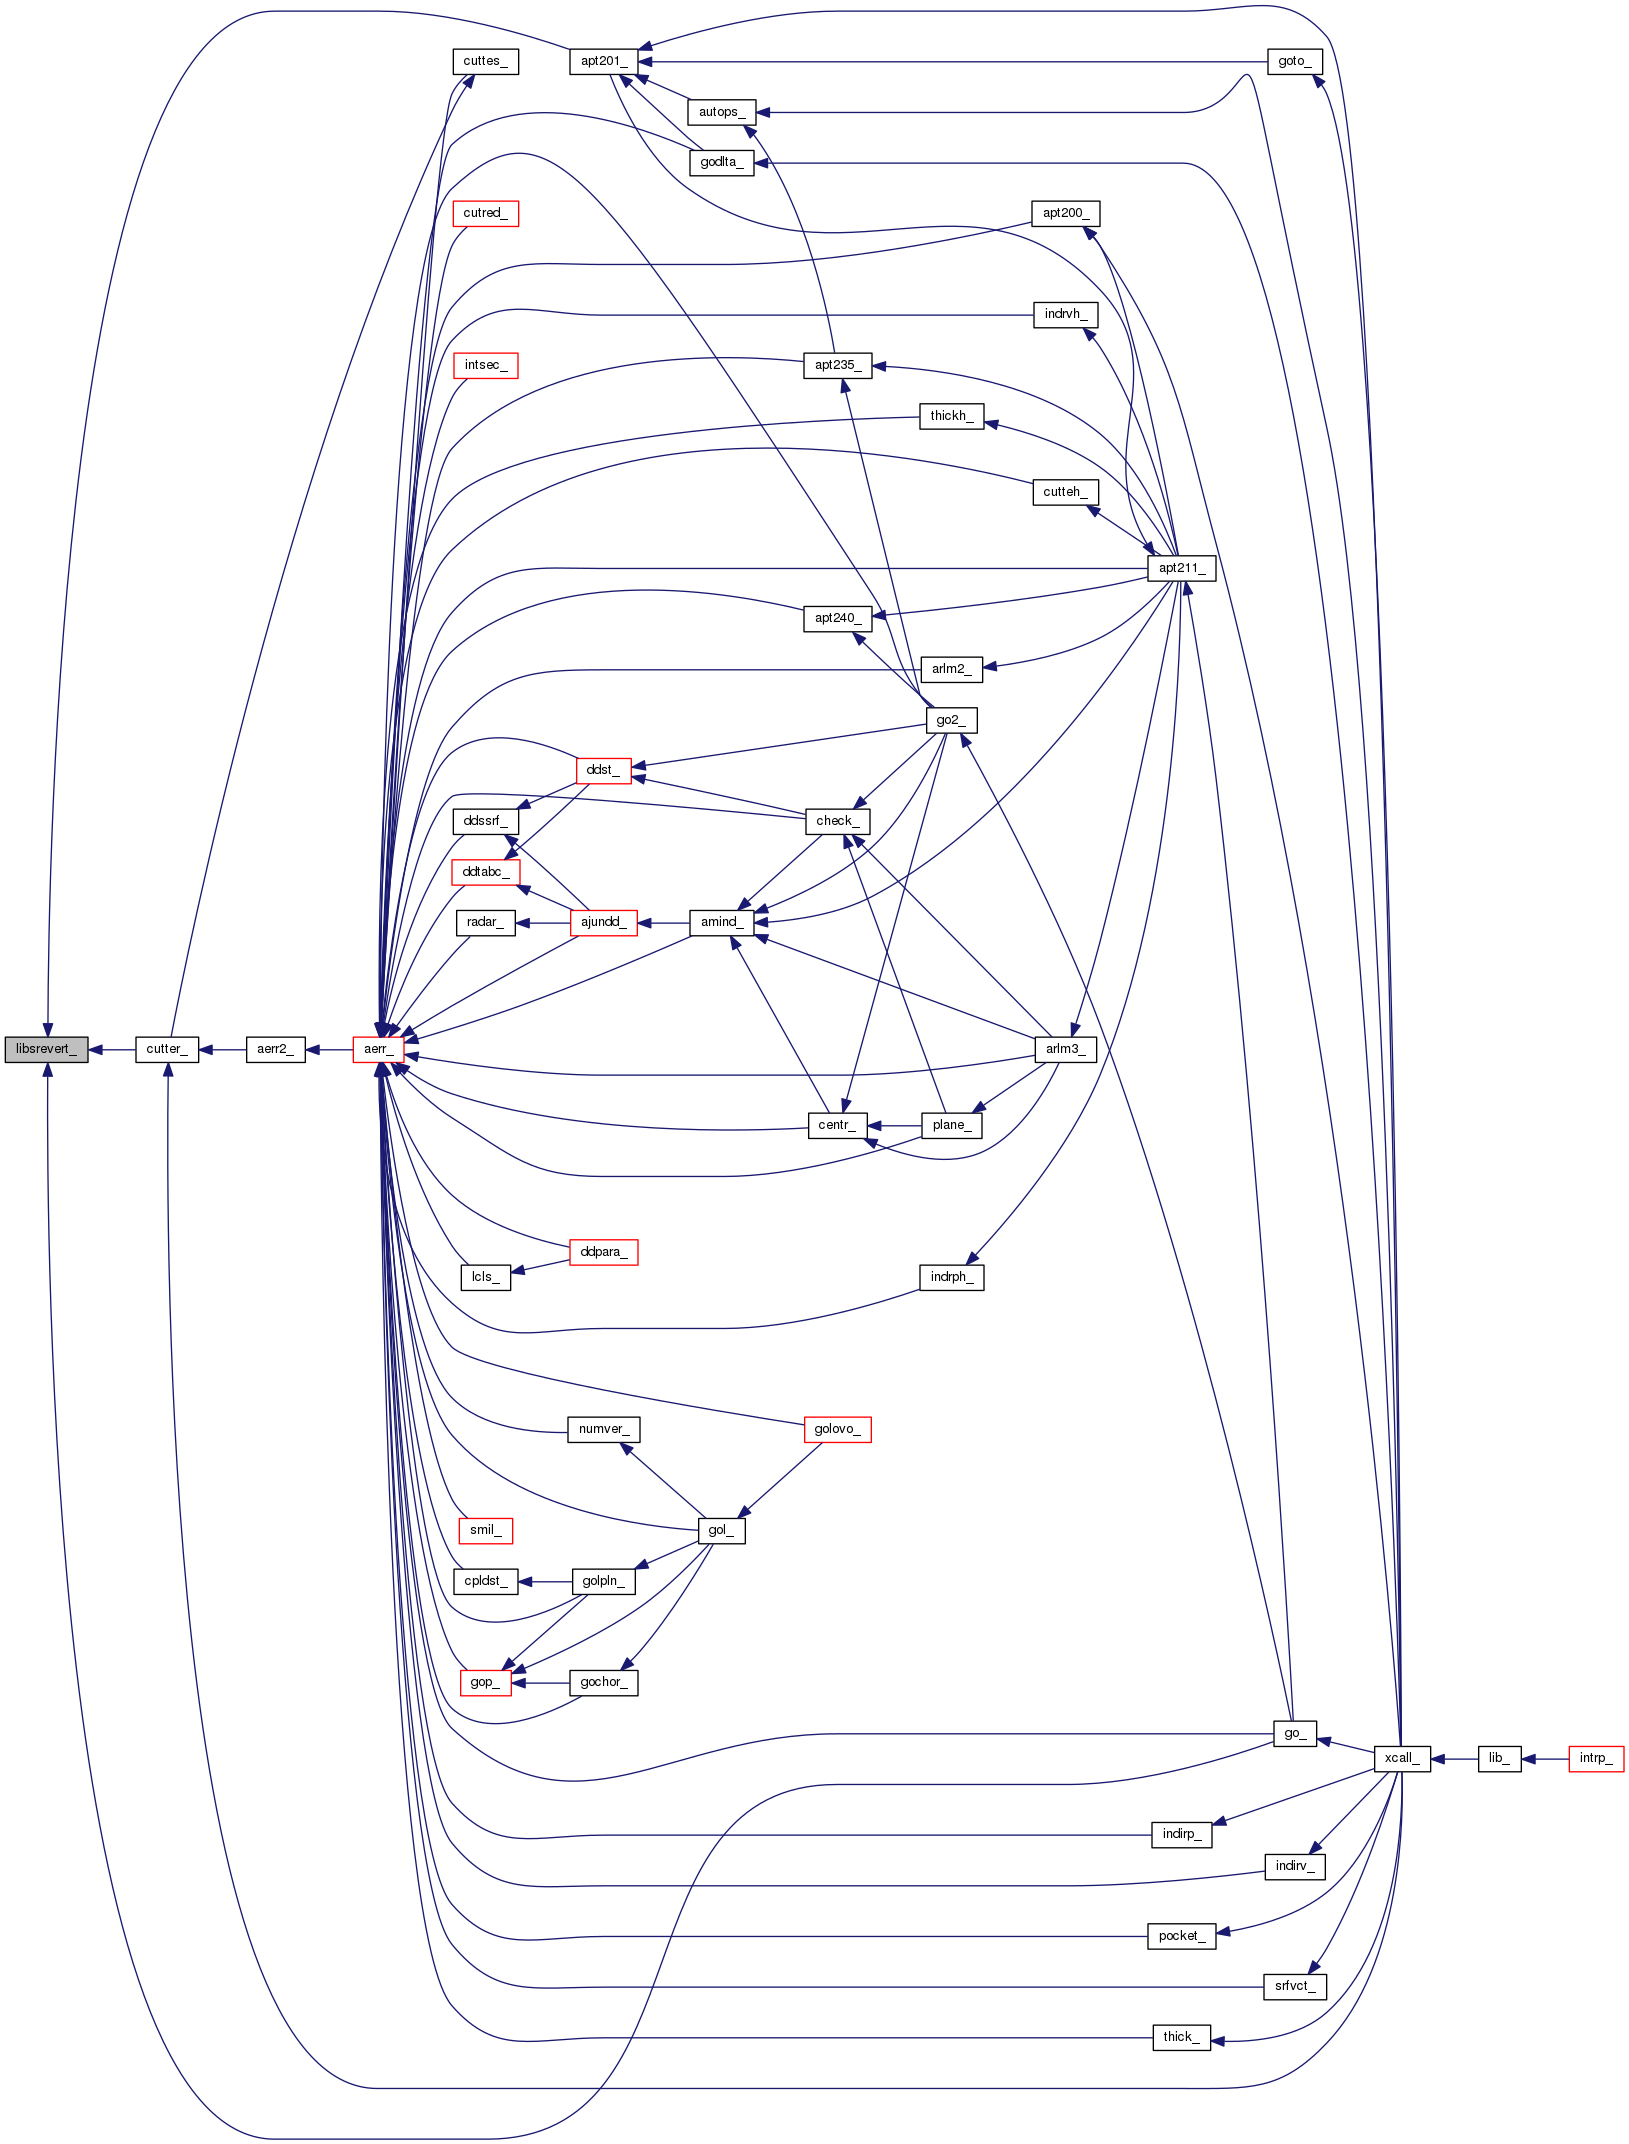 cuttes_
apt201_
goto_
autops_
godlta_
cutred_
apt200_
indrvh_
intsec_
apt235_
thickh_
cutteh_
apt211_
apt240_
arlm2_
go2_
ddst_
ddssrf_
check_
ddtabc_
radar_
ajundd_
amind_
libsrevert_
cutter_
aerr2_
aerr_
arlm3_
centr_
plane_
ddpara_
lcls_
indrph_
numver_
golovo_
smil_
gol_
cpldst_
golpln_
gop_
gochor_
go_
xcall_
lib_
intrp_
indirp_
indirv_
pocket_
srfvct_
thick_